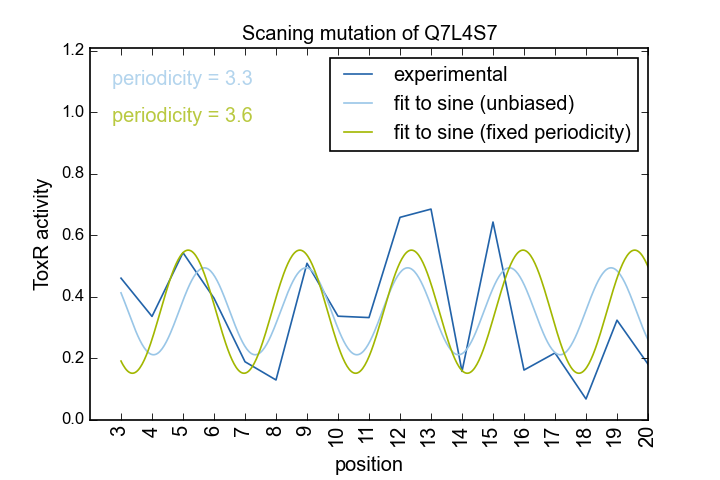 Scaning mutation of Q7L4S7
periodicity = 3.3
periodicity = 3.6
experimental
fit to sine (unbiased)
fit to sine (fixed periodicity)
ToxR activity
1.2
1.0
0.8
0.6
0.4
0.2
0.0
3 4 5 6 7 8 9 10 11 12 13 14 15 16 17 18 19 20
position